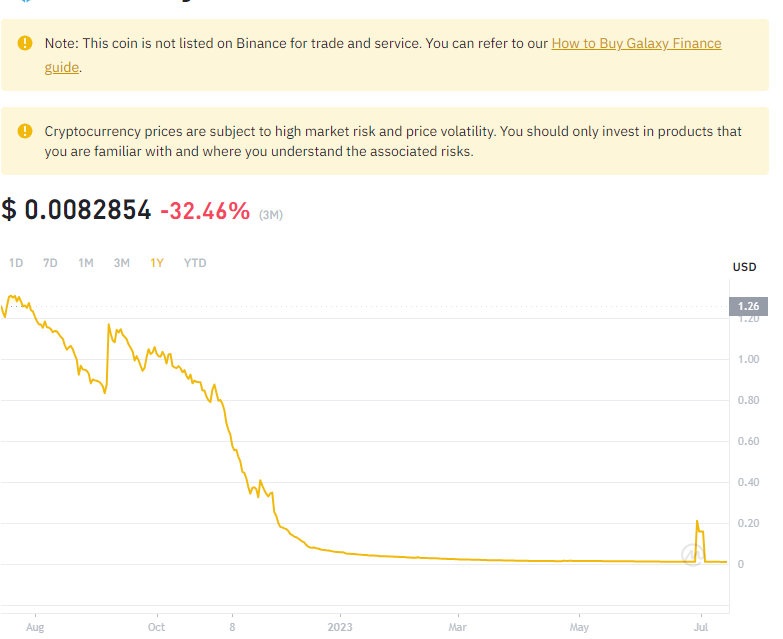 Note: This coin is not listed on Binance for trade and service. You can refer to our How to Buy Galaxy Finance
guide.
Cryptocurrency prices are subject to high market risk and price volatility. You should only invest in products that
you are familiar with and where you understand the associated risks.
$ 0.0082854 -32.46% (3M)
1D 7D 1M 3M 1Y YTD
USD
1.26
1.20
1.00
0.80
0.60
0.40
0.20
0
Aug Oct 8 2023 Mar May Jul